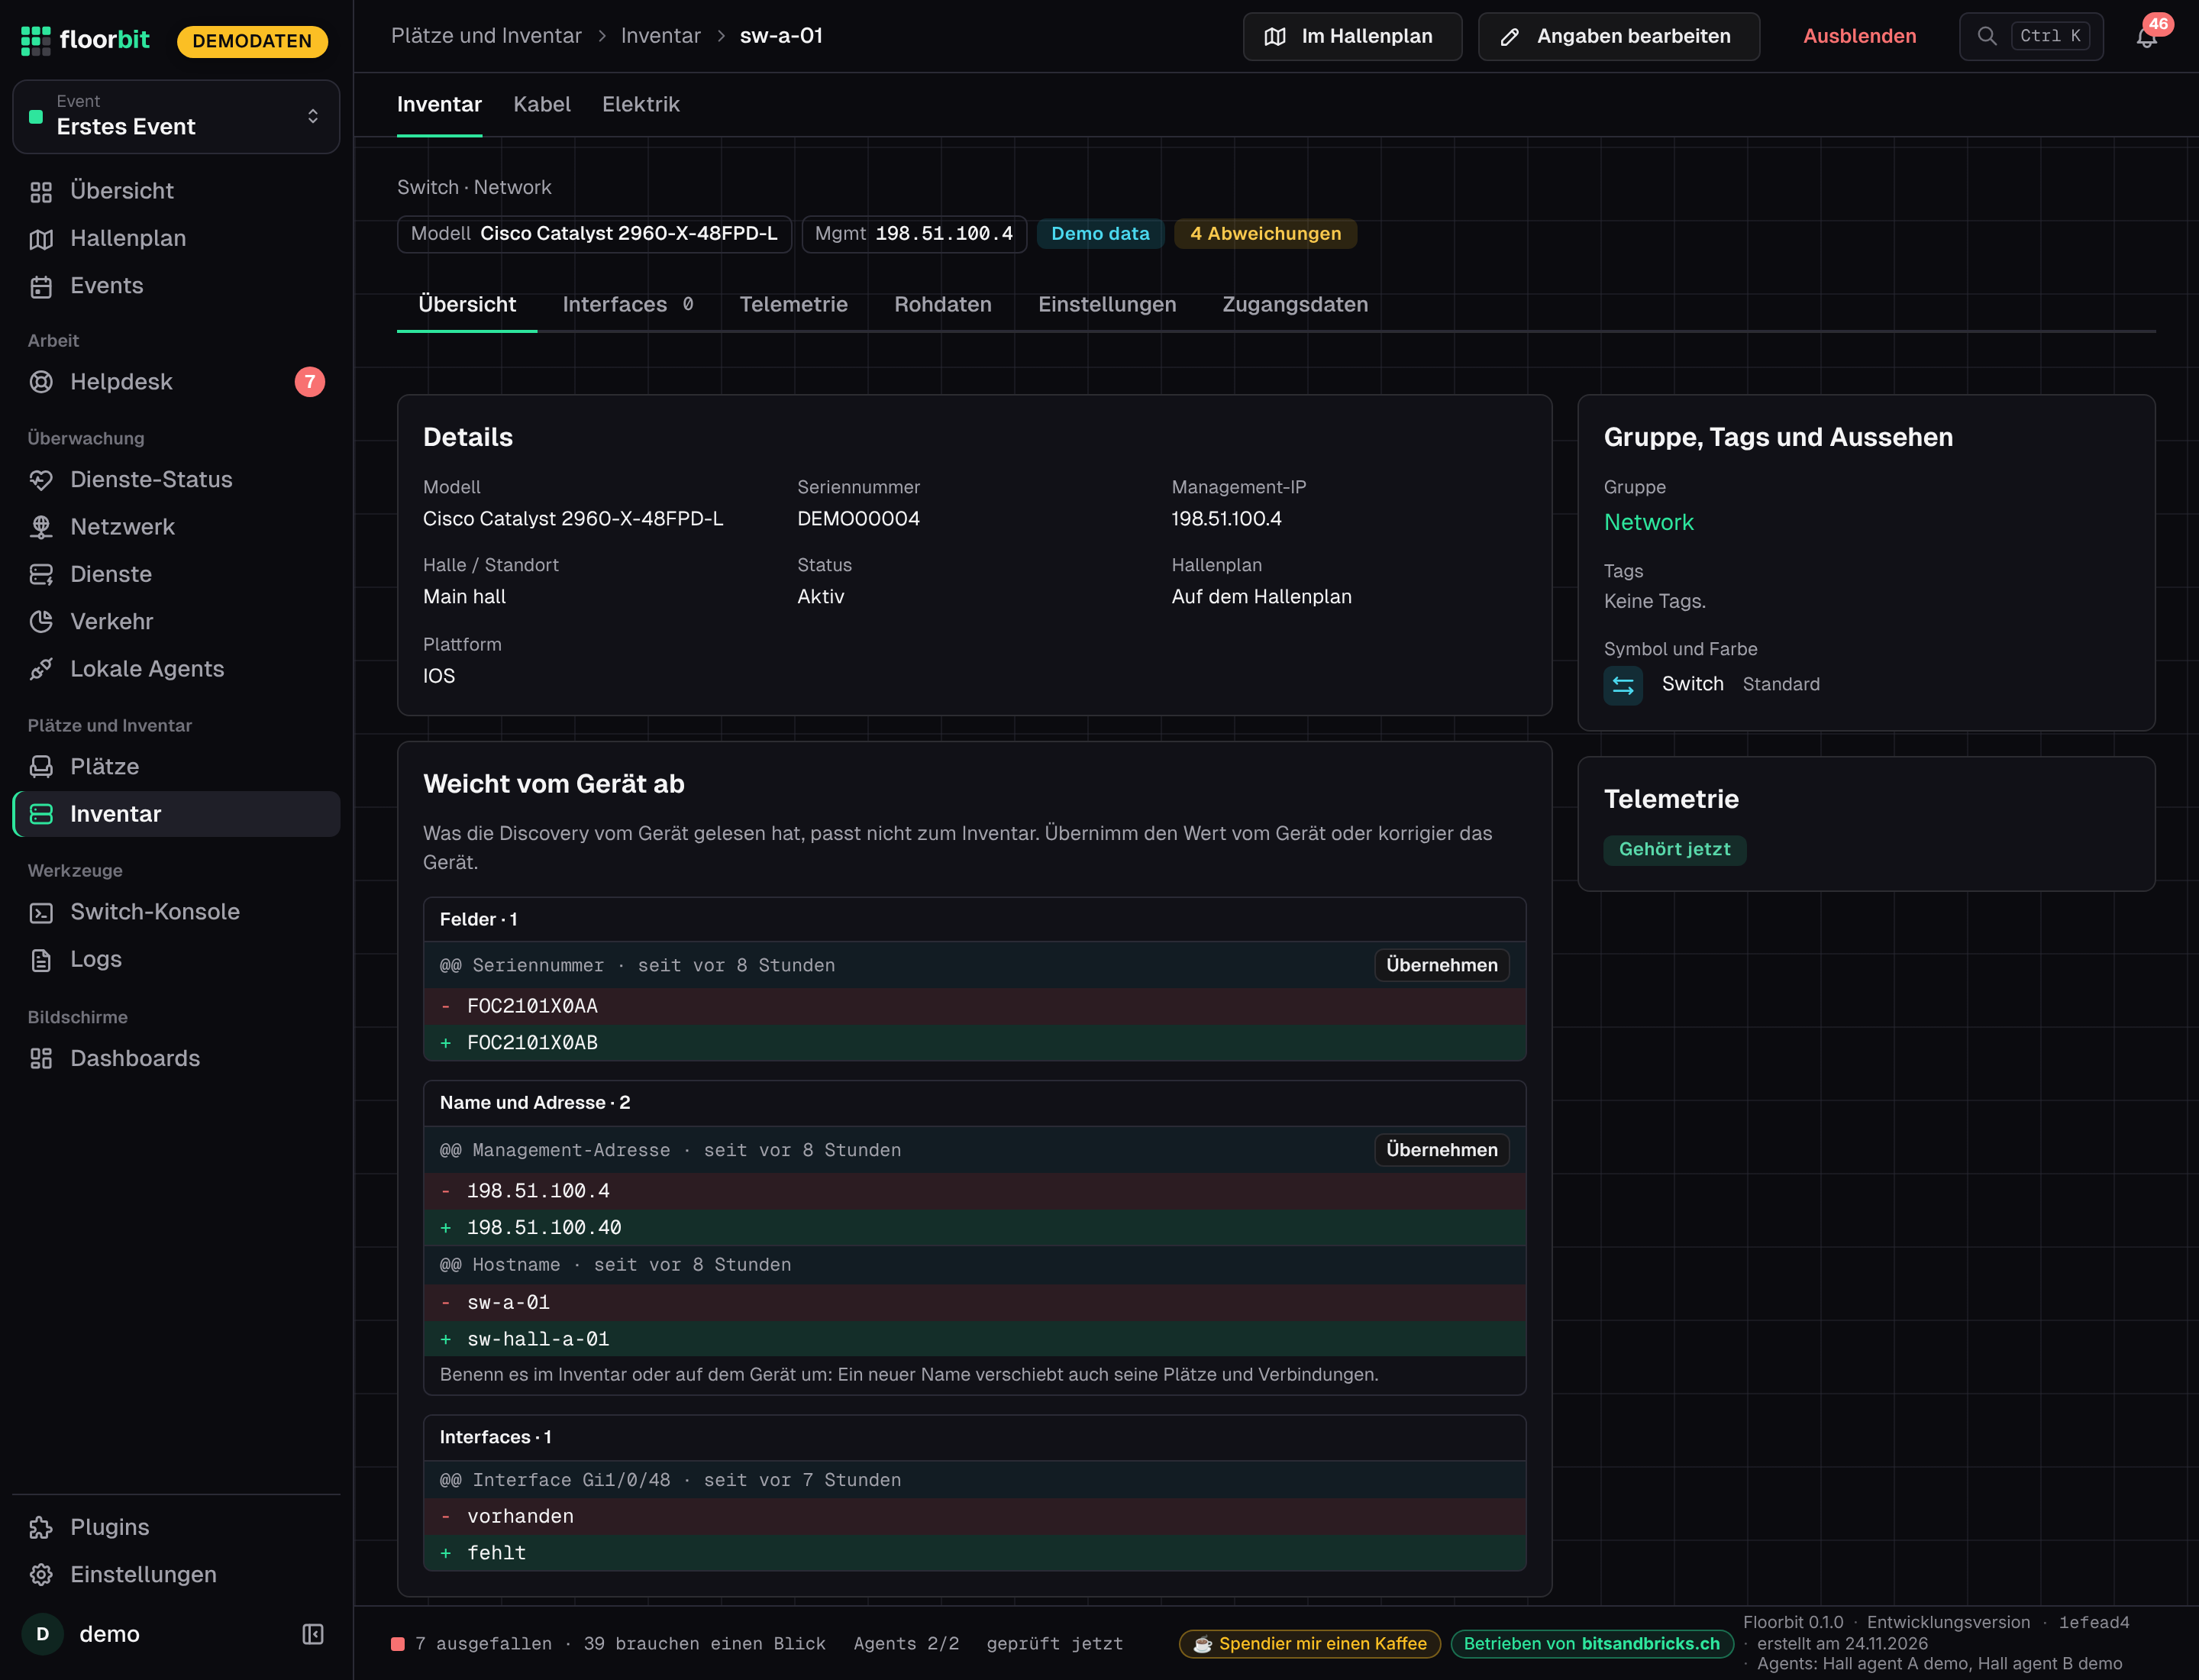 floorbit
DEMODATEN
Event
Erstes Event
Übersicht
Hallenplan
Events
Arbeit
Helpdesk
7
Überwachung
Dienste-Status
Netzwerk
Dienste
Verkehr
Lokale Agents
Plätze und Inventar
Plätze
Inventar
Werkzeuge
Switch-Konsole
Logs
Bildschirme
Dashboards
Plugins
Einstellungen
D
demo
Plätze und Inventar > Inventar > sw-a-01
Im Hallenplan
Angaben bearbeiten
Ausblenden
Ctrl K
46
Inventar Kabel Elektrik
Switch · Network
Modell Cisco Catalyst 2960-X-48FPD-L
Mgmt 198.51.100.4
Demo data
4 Abweichungen
Übersicht Interfaces 0 Telemetrie Rohdaten Einstellungen Zugangsdaten
Details
Modell
Cisco Catalyst 2960-X-48FPD-L
Seriennummer
DEMO00004
Management-IP
198.51.100.4
Halle / Standort
Main hall
Status
Aktiv
Hallenplan
Auf dem Hallenplan
Plattform
IOS
Weicht vom Gerät ab
Was die Discovery vom Gerät gelesen hat, passt nicht zum Inventar. Übernimm den Wert vom Gerät oder korrigier das
Gerät.
Felder · 1
@@ Seriennummer · seit vor 8 Stunden
Übernehmen
- FOC2101X0AA
+ FOC2101X0AB
Name und Adresse · 2
@@ Management-Adresse · seit vor 8 Stunden
Übernehmen
- 198.51.100.4
+ 198.51.100.40
@@ Hostname · seit vor 8 Stunden
- sw-a-01
+ sw-hall-a-01
Benenn es im Inventar oder auf dem Gerät um: Ein neuer Name verschiebt auch seine Plätze und Verbindungen.
Interfaces · 1
@@ Interface Gi1/0/48 · seit vor 7 Stunden
- vorhanden
+ fehlt
Gruppe, Tags und Aussehen
Gruppe
Network
Tags
Keine Tags.
Symbol und Farbe
Switch Standard
Telemetrie
Gehört jetzt
7 ausgefallen · 39 brauchen einen Blick Agents 2/2 geprüft jetzt
☕ Spendier mir einen Kaffee
Betrieben von bitsandbricks.ch
Floorbit 0.1.0 · Entwicklungsversion · 1efead4
· erstellt am 24.11.2026
· Agents: Hall agent A demo, Hall agent B demo